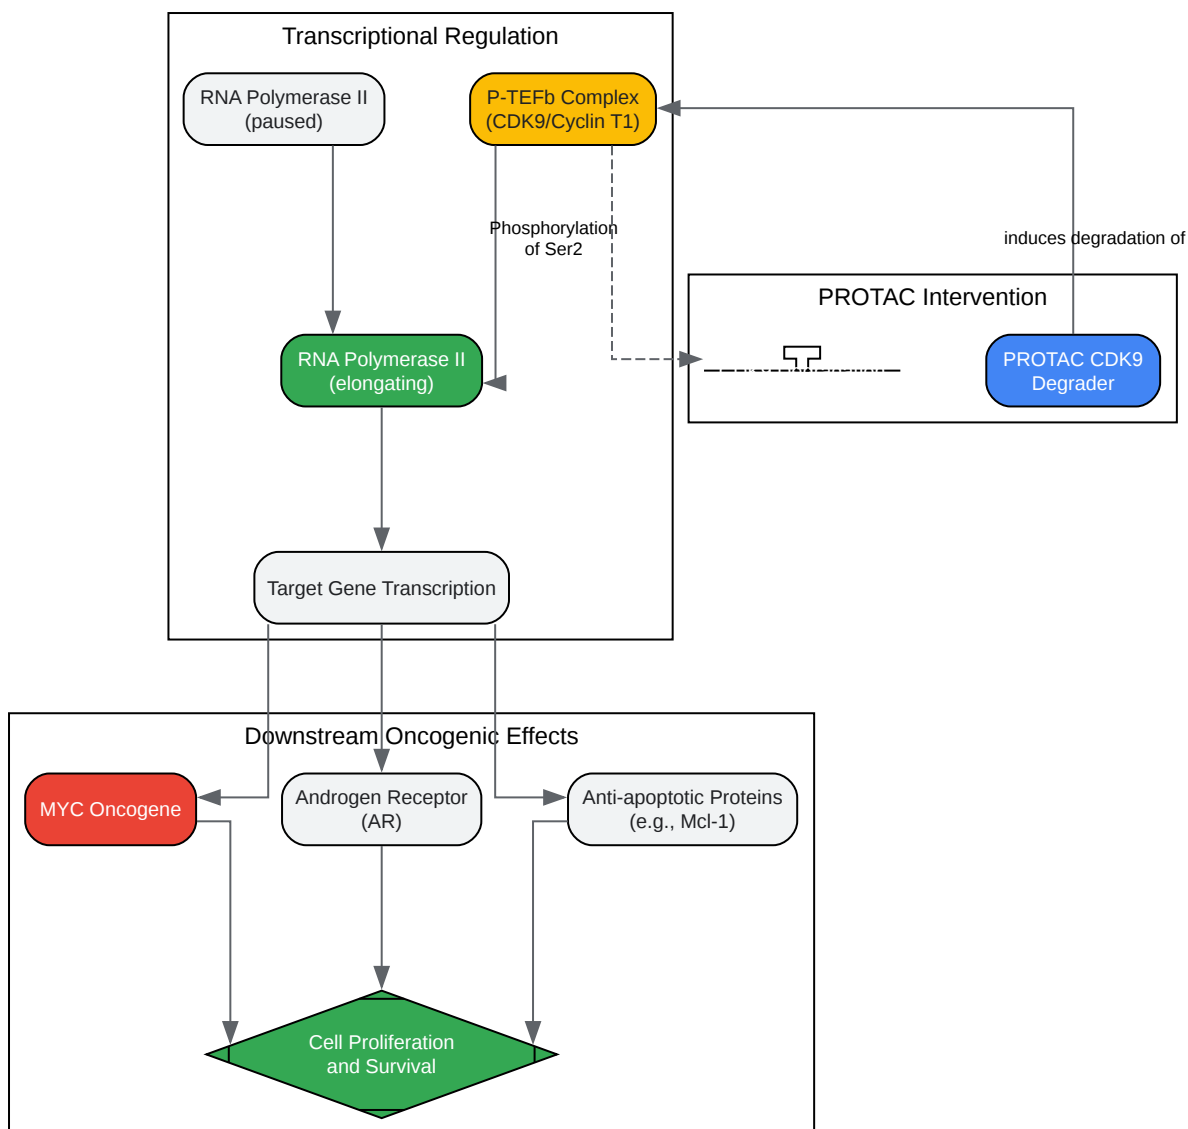 Transcriptional Regulation
RNA Polymerase II
(paused)
P-TEFb Complex
(CDK9/Cyclin T1)
Phosphorylation
of Ser2
induces degradation of
PROTAC Intervention
RNA Polymerase II
(elongating)
PROTAC CDK9
Degrader
Target Gene Transcription
Downstream Oncogenic Effects
MYC Oncogene
Androgen Receptor
(AR)
Anti-apoptotic Proteins
(e.g., Mcl-1)
Cell Proliferation
and Survival